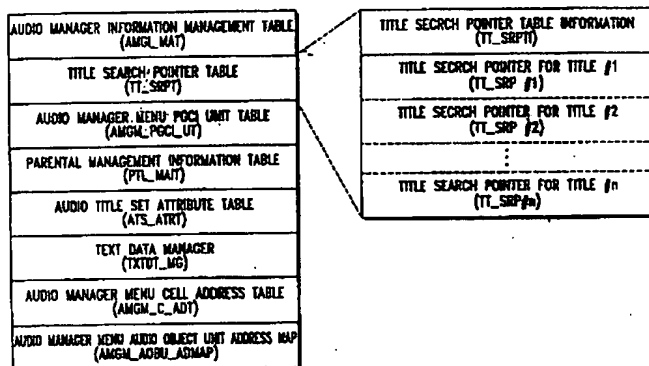 AUDIO MANAGER INFORMATION MANAGEMENT TABLE
(AMGI_MAT)
TITLE SEARCH POINTER TABLE
(TT_SRPT)
AUDIO MANAGER MENU PGCI UNIT TABLE
(AMGM_PGCI_UT)
PARENTAL MANAGEMENT INFORMATION TABLE
(PTL_MAIT)
AUDIO TITLE SET ATTRIBUTE TABLE
(ATS_ATRT)
TEXT DATA MANAGER
(TXTDT_MG)
AUDIO MANAGER MENU CELL ADDRESS TABLE
(AMGM_C_ADT)
AUDIO MANAGER MENU AUDIO OBJECT UNIT ADDRESS MAP
(AMGM_AOBU_ADMAP)
TITLE SECRCH POINTER TABLE INFORMATION
(TT_SRPTI)
TITLE SECRCH POINTER FOR TITLE #1
(TT_SRP #1)
TITLE SECRCH POINTER FOR TITLE #2
(TT_SRP #2)
⋮
TITLE SEARCH POINTER FOR TITLE #n
(TT_SRP#n)